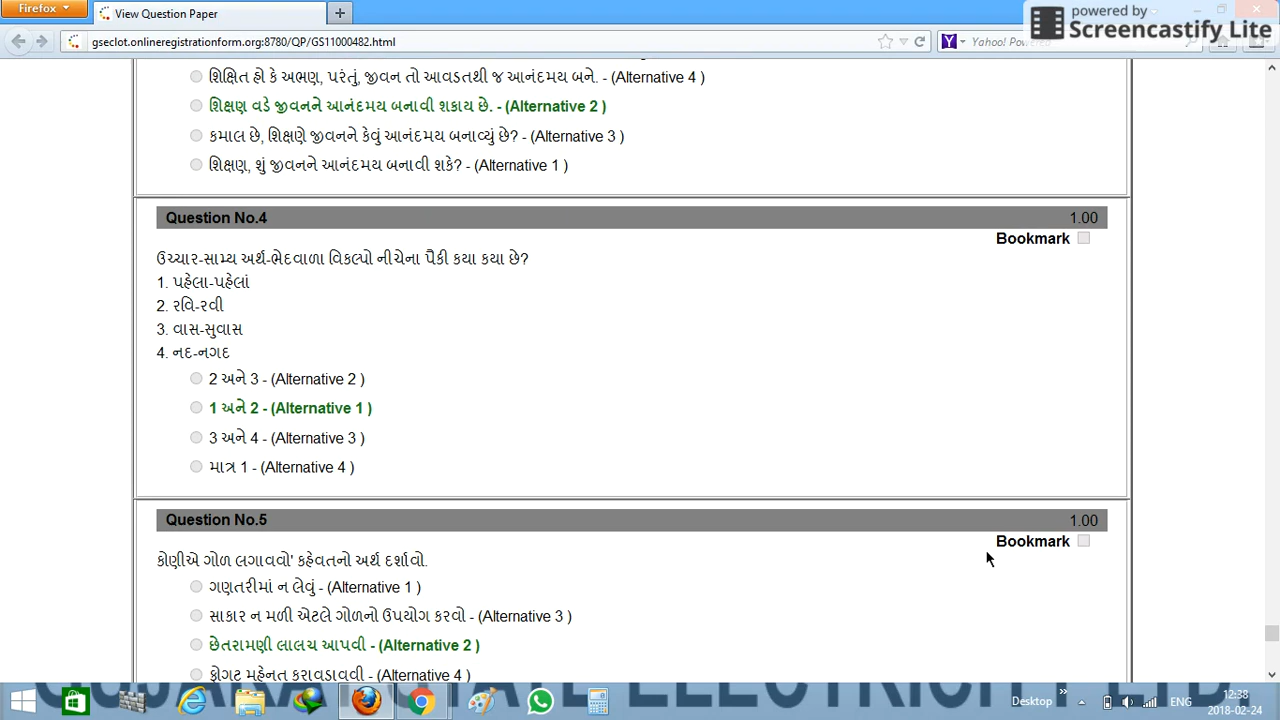 Firefox
View Question Paper
powered by
Screencastify Lite
gseclot.onlineregistrationform.org:8780/QP/GS101000482.html
Yahoo! Powered
શિક્ષિત હો કે અભણ, પરંતુ, જીવન તો આવડતથી જ આનંદમય બને. - (Alternative 4 )
શિક્ષણ વડે જીવનને આનંદમય બનાવી શકાય છે. - (Alternative 2 )
કમાલ છે, શિક્ષણે જીવનને કેવું આનંદમય બનાવ્યું છે? - (Alternative 3 )
શિક્ષણ, શું જીવનને આનંદમય બનાવી શકે? - (Alternative 1 )
Question No.4 1.00
Bookmark
ઉચ્ચાર-સામ્ય અર્થ-ભેદવાળા વિકલ્પો નીચેના પૈકી કયા કયા છે?
1. પહેલા-પહેલાં
2. રવિ-રવી
3. વાસ-સુવાસ
4. નદ-નગદ
2 અને 3 - (Alternative 2 )
1 અને 2 - (Alternative 1 )
3 અને 4 - (Alternative 3 )
માત્ર 1 - (Alternative 4 )
Question No.5 1.00
Bookmark
કોણીએ ગોળ લગાવવો' કહેવતનો અર્થ દર્શાવો.
ગણતરીમાં ન લેવું - (Alternative 1 )
સાકાર ન મળી એટલે ગોળનો ઉપયોગ કરવો - (Alternative 3 )
છેતરામણી લાલચ આપવી - (Alternative 2 )
ફોગટ મહેનત કરાવડાવવી - (Alternative 4 )
Desktop
ENG
12:38
2018-02-24